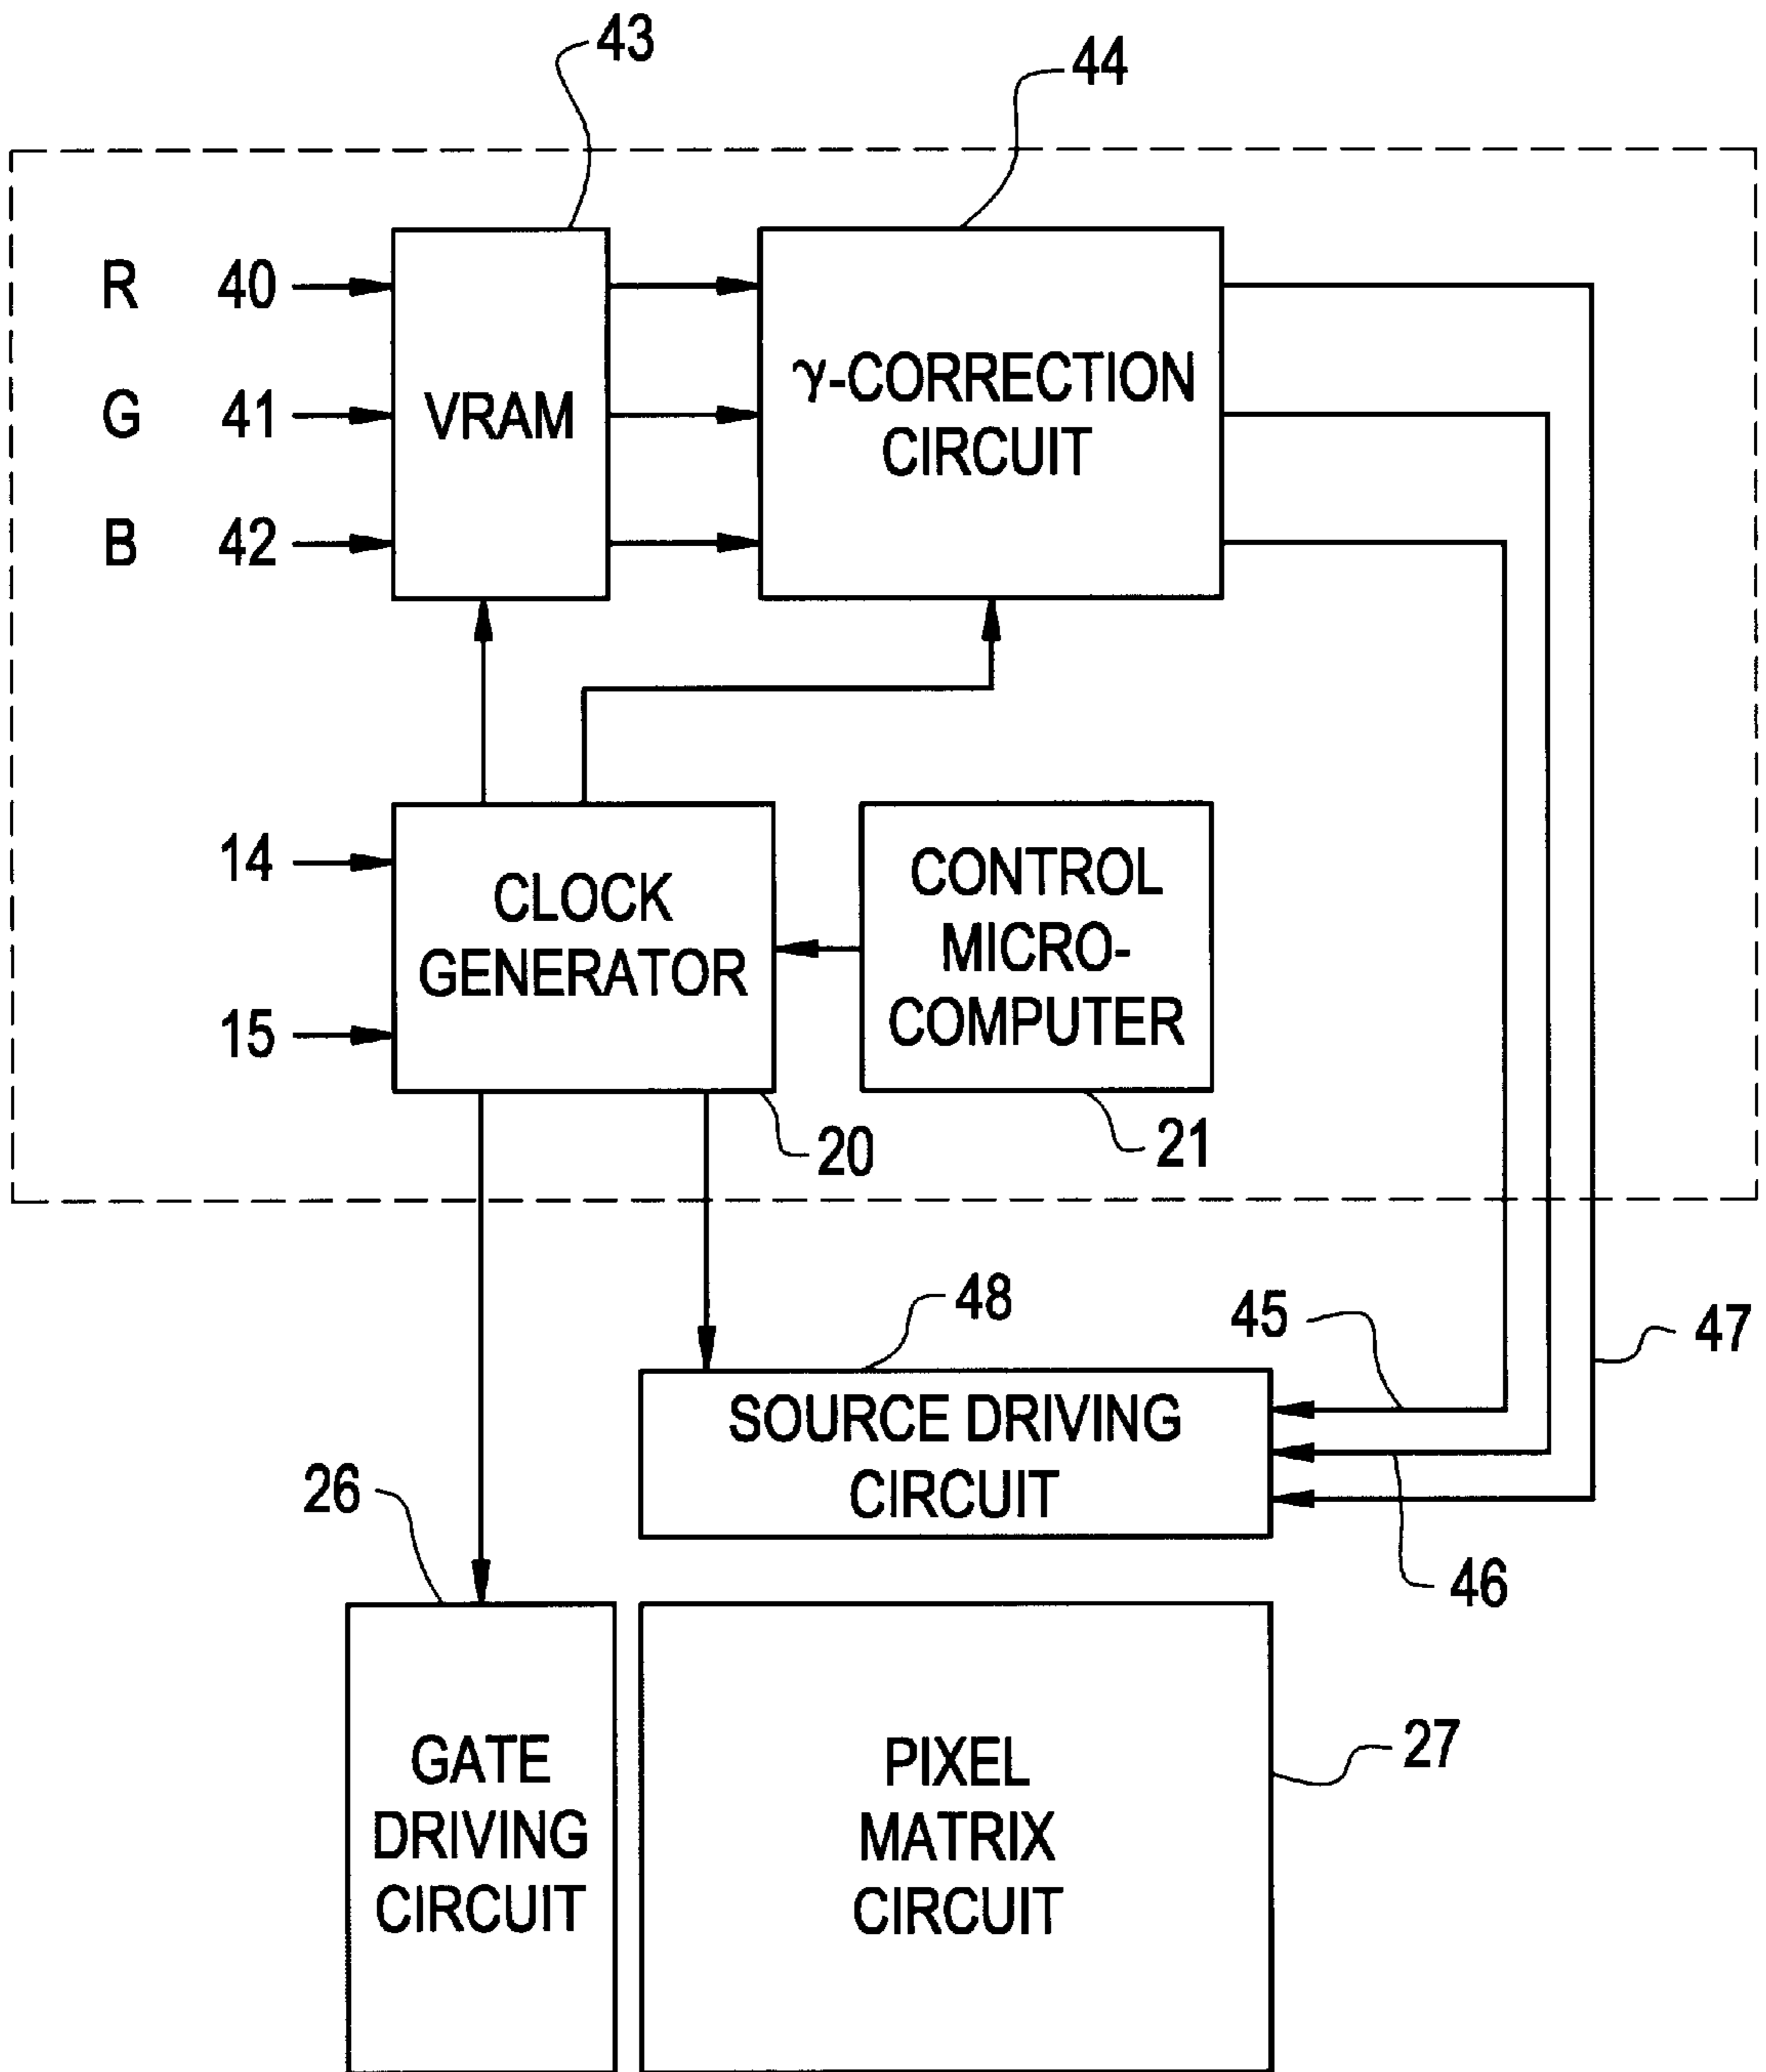 43
44
R 40
G 41
B 42
VRAM
γ-CORRECTION
CIRCUIT
14
15
CLOCK
GENERATOR
CONTROL
MICRO-
COMPUTER
20
21
48
45
47
SOURCE DRIVING
CIRCUIT
26
46
GATE
DRIVING
CIRCUIT
PIXEL
MATRIX
CIRCUIT
27